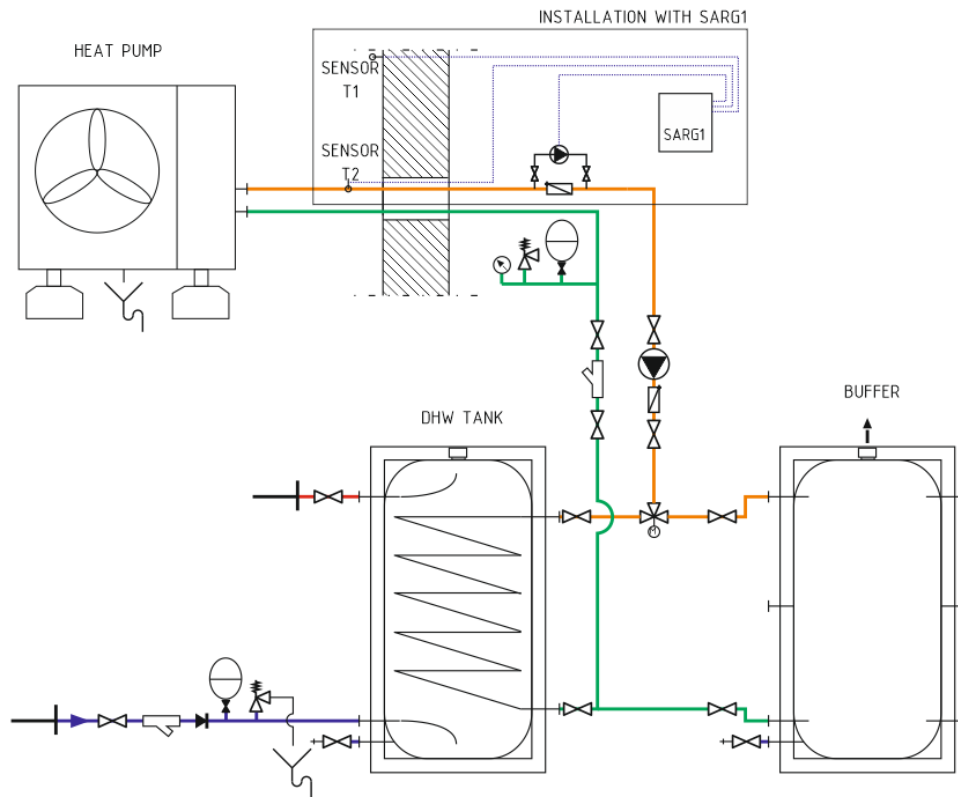 INSTALLATION WITH SARG1
HEAT PUMP
SENSOR
T1
SARG1
SENSOR
T2
BUFFER
DHW TANK
M